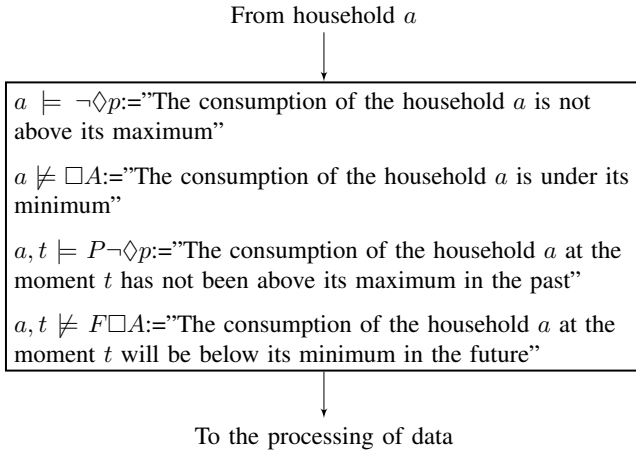 From household a
a ⊨ ¬◊p:=”The consumption of the household a is not
above its maximum”
a ⊭ □A:=”The consumption of the household a is under its
minimum”
a, t ⊨ P¬◊p:=”The consumption of the household a at the
moment t has not been above its maximum in the past”
a, t ⊭ F□A:=”The consumption of the household a at the
moment t will be below its minimum in the future”
To the processing of data